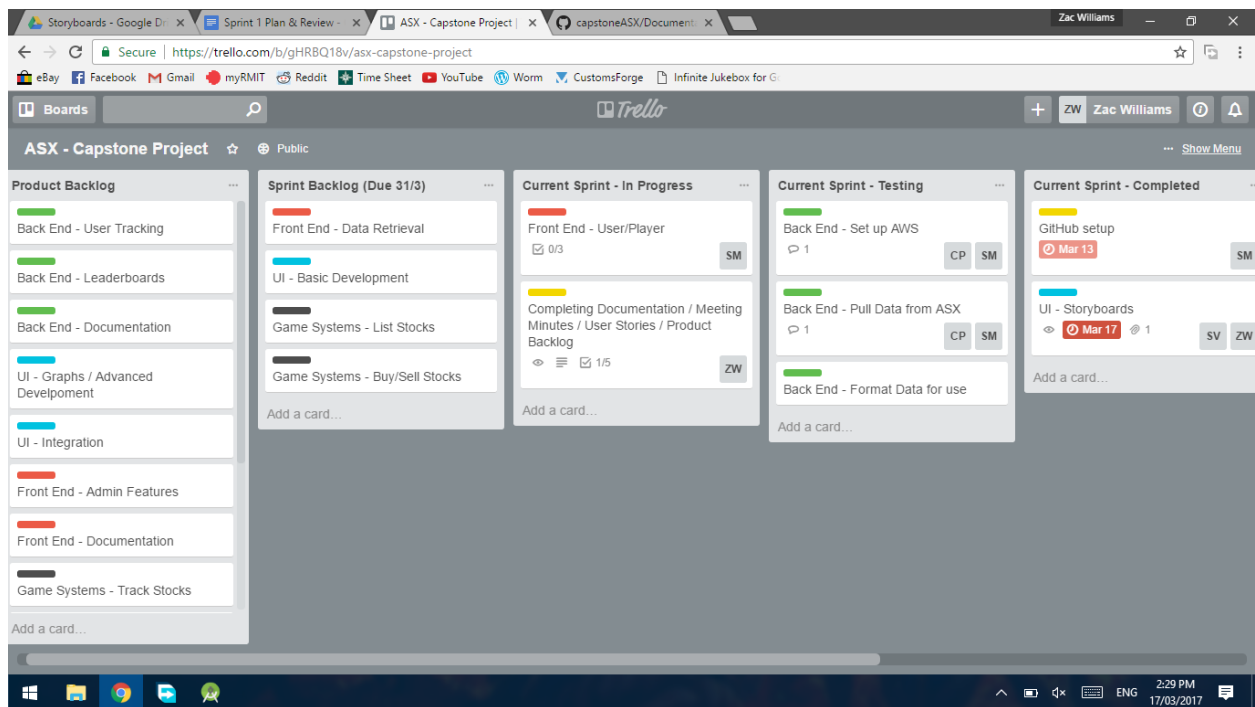 Storyboards - Google Dri
Sprint 1 Plan & Review -
ASX - Capstone Project |
capstoneASX/Documenta
Zac Williams
Secure | https://trello.com/b/gHRBQ18v/asx-capstone-project
eBay Facebook Gmail myRMIT Reddit Time Sheet YouTube Worm CustomsForge Infinite Jukebox for G
Boards
Trello
ZW Zac Williams
ASX - Capstone Project
Public
... Show Menu
Product Backlog ...
Back End - User Tracking
Back End - Leaderboards
Back End - Documentation
UI - Graphs / Advanced
Develpoment
UI - Integration
Front End - Admin Features
Front End - Documentation
Game Systems - Track Stocks
Add a card...
Sprint Backlog (Due 31/3) ...
Front End - Data Retrieval
UI - Basic Development
Game Systems - List Stocks
Game Systems - Buy/Sell Stocks
Add a card...
Current Sprint - In Progress ...
Front End - User/Player
0/3
SM
Completing Documentation / Meeting
Minutes / User Stories / Product
Backlog
1/5
ZW
Add a card...
Current Sprint - Testing ...
Back End - Set up AWS
1
CP SM
Back End - Pull Data from ASX
1
CP SM
Back End - Format Data for use
Add a card...
Current Sprint - Completed
GitHub setup
Mar 13
SM
UI - Storyboards
Mar 17 1
SV ZW
Add a card...
ENG
2:29 PM
17/03/2017